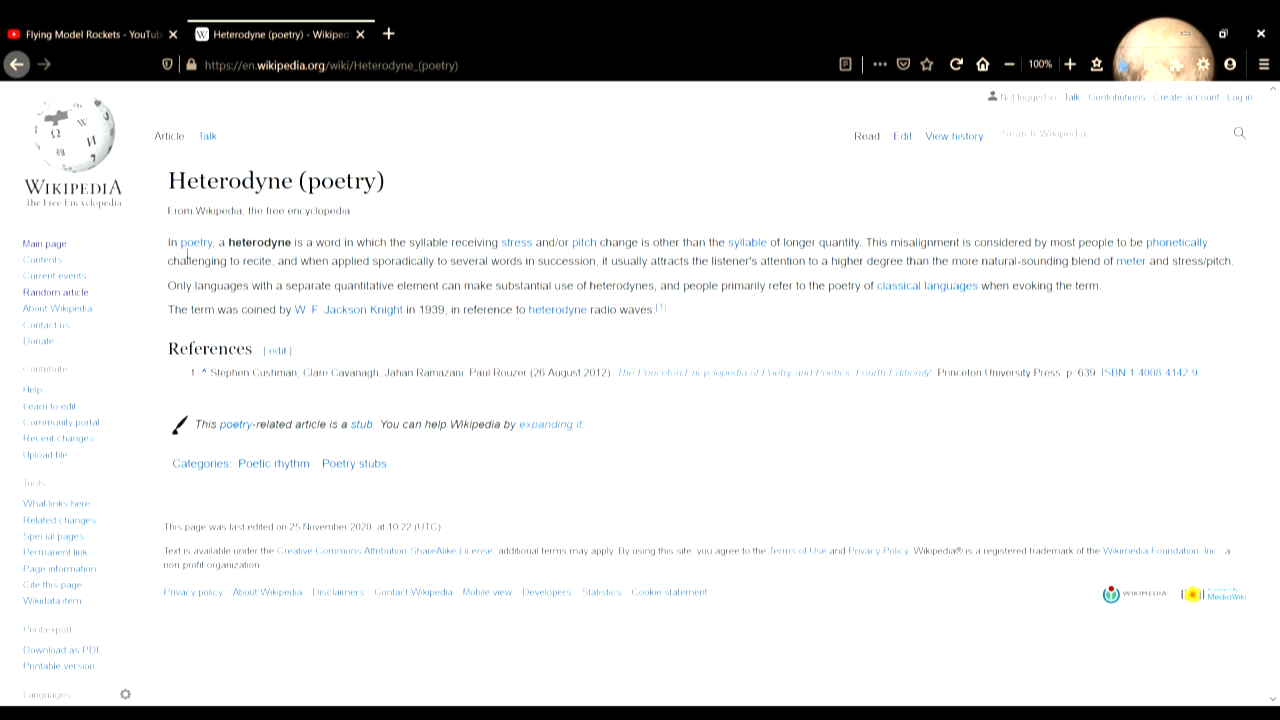 Flying Model Rockets - YouTub
Heterodyne (poetry) - Wikiped
https://en.wikipedia.org/wiki/Heterodyne_(poetry)
100%
Not logged in Talk Contributions Create account Log in
Article Talk
Read Edit View history Search Wikipedia
WIKIPEDIA
The Free Encyclopedia
Heterodyne (poetry)
From Wikipedia, the free encyclopedia
In poetry, a heterodyne is a word in which the syllable receiving stress and/or pitch change is other than the syllable of longer quantity. This misalignment is considered by most people to be phonetically
challenging to recite, and when applied sporadically to several words in succession, it usually attracts the listener's attention to a higher degree than the more natural-sounding blend of meter and stress/pitch.
Only languages with a separate quantitative element can make substantial use of heterodynes, and people primarily refer to the poetry of classical languages when evoking the term.
The term was coined by W. F. Jackson Knight in 1939, in reference to heterodyne radio waves.[1]
References [ edit ]
1. ^ Stephen Cushman, Clare Cavanagh, Jahan Ramazani, Paul Rouzer (26 August 2012). The Princeton Encyclopedia of Poetry and Poetics: Fourth Edition. Princeton University Press. p. 639. ISBN 1-4008-4142-9.
This poetry-related article is a stub. You can help Wikipedia by expanding it.
Categories: Poetic rhythm Poetry stubs
This page was last edited on 25 November 2020, at 10:22 (UTC).
Text is available under the Creative Commons Attribution-ShareAlike License; additional terms may apply. By using this site, you agree to the Terms of Use and Privacy Policy. Wikipedia® is a registered trademark of the Wikimedia Foundation, Inc., a
non-profit organization.
Privacy policy About Wikipedia Disclaimers Contact Wikipedia Mobile view Developers Statistics Cookie statement
WIKIMEDIA
Powered By
MediaWiki
Main page
Contents
Current events
Random article
About Wikipedia
Contact us
Donate
Contribute
Help
Learn to edit
Community portal
Recent changes
Upload file
Tools
What links here
Related changes
Special pages
Permanent link
Page information
Cite this page
Wikidata item
Print/export
Download as PDF
Printable version
Languages